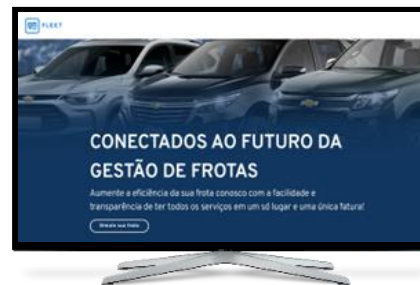 FLEET
CONECTADOS AO FUTURO DA
GESTÃO DE FROTAS
Aumente a eficiência da sua frota conosco com a facilidade e
transparência de ter todos os serviços em um só lugar e uma única fatura!